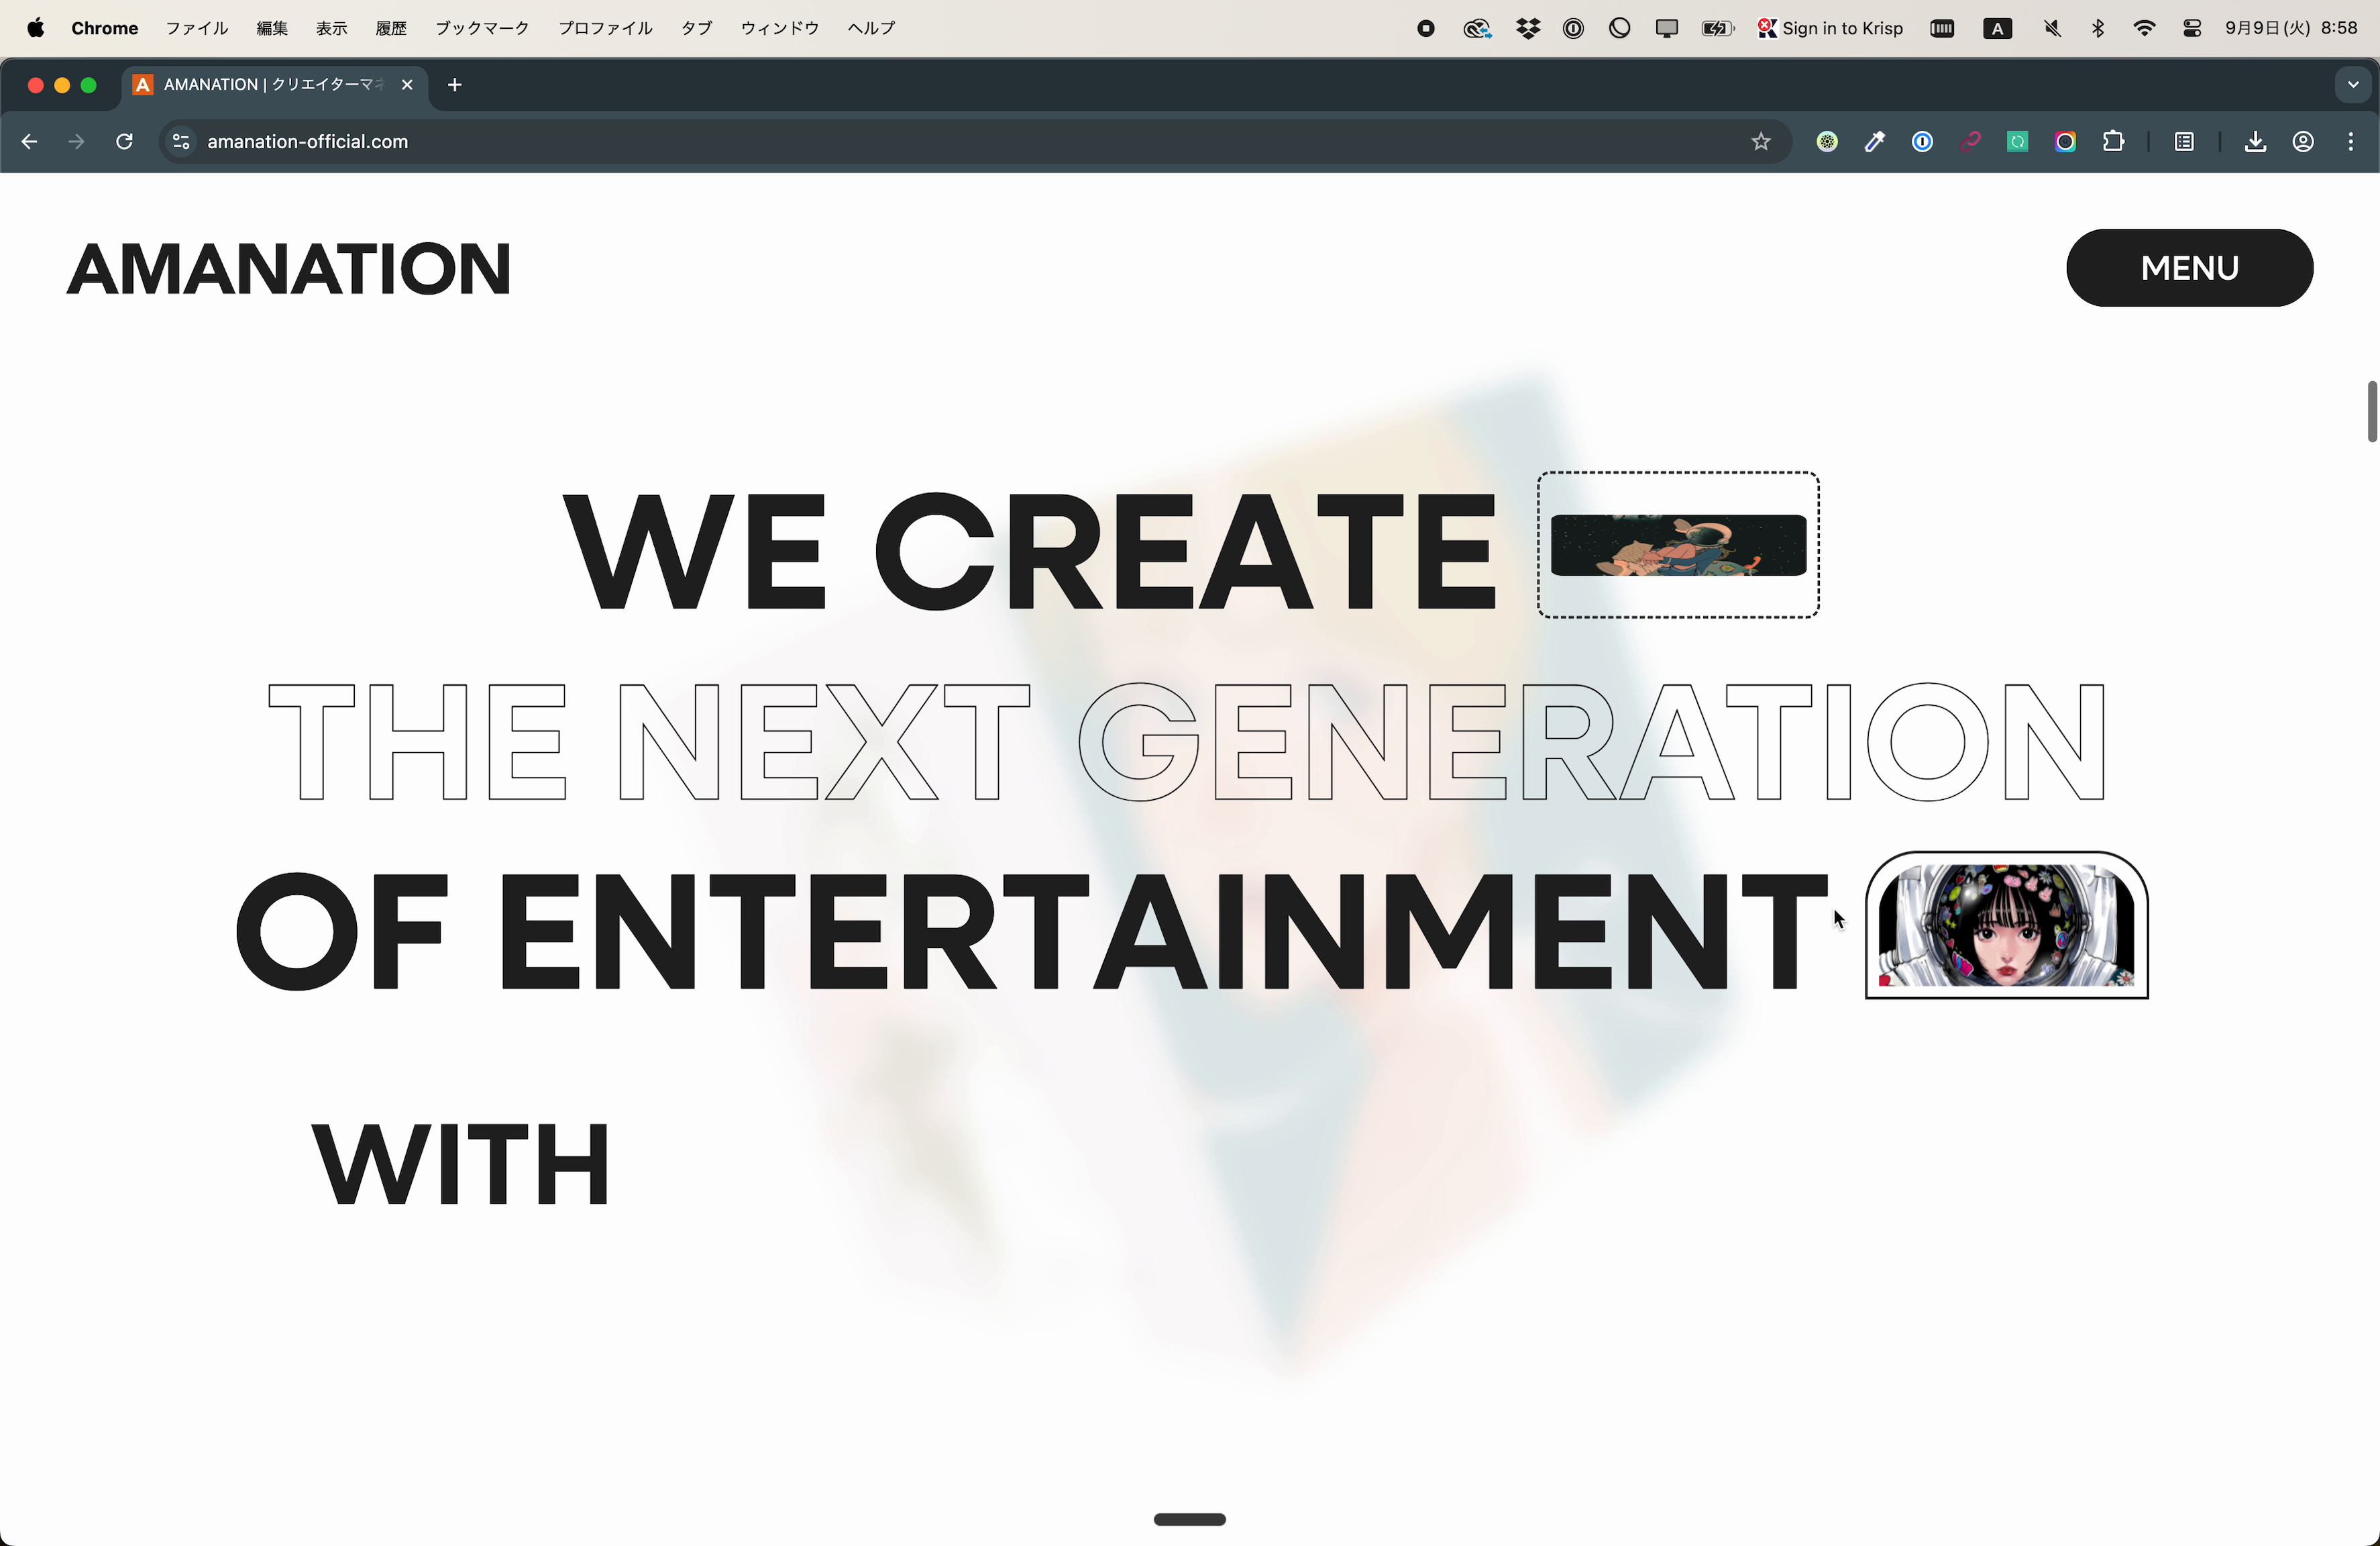 Chrome ファイル 編集 表示 履歴 ブックマーク プロファイル タブ ウィンドウ ヘルプ Sign in to Krisp A 9月9日(火) 8:58
A AMANATION | クリエイターマネ
amanation-official.com
AMANATION MENU
WE CREATE
THE NEXT GENERATION
OF ENTERTAINMENT
WITH